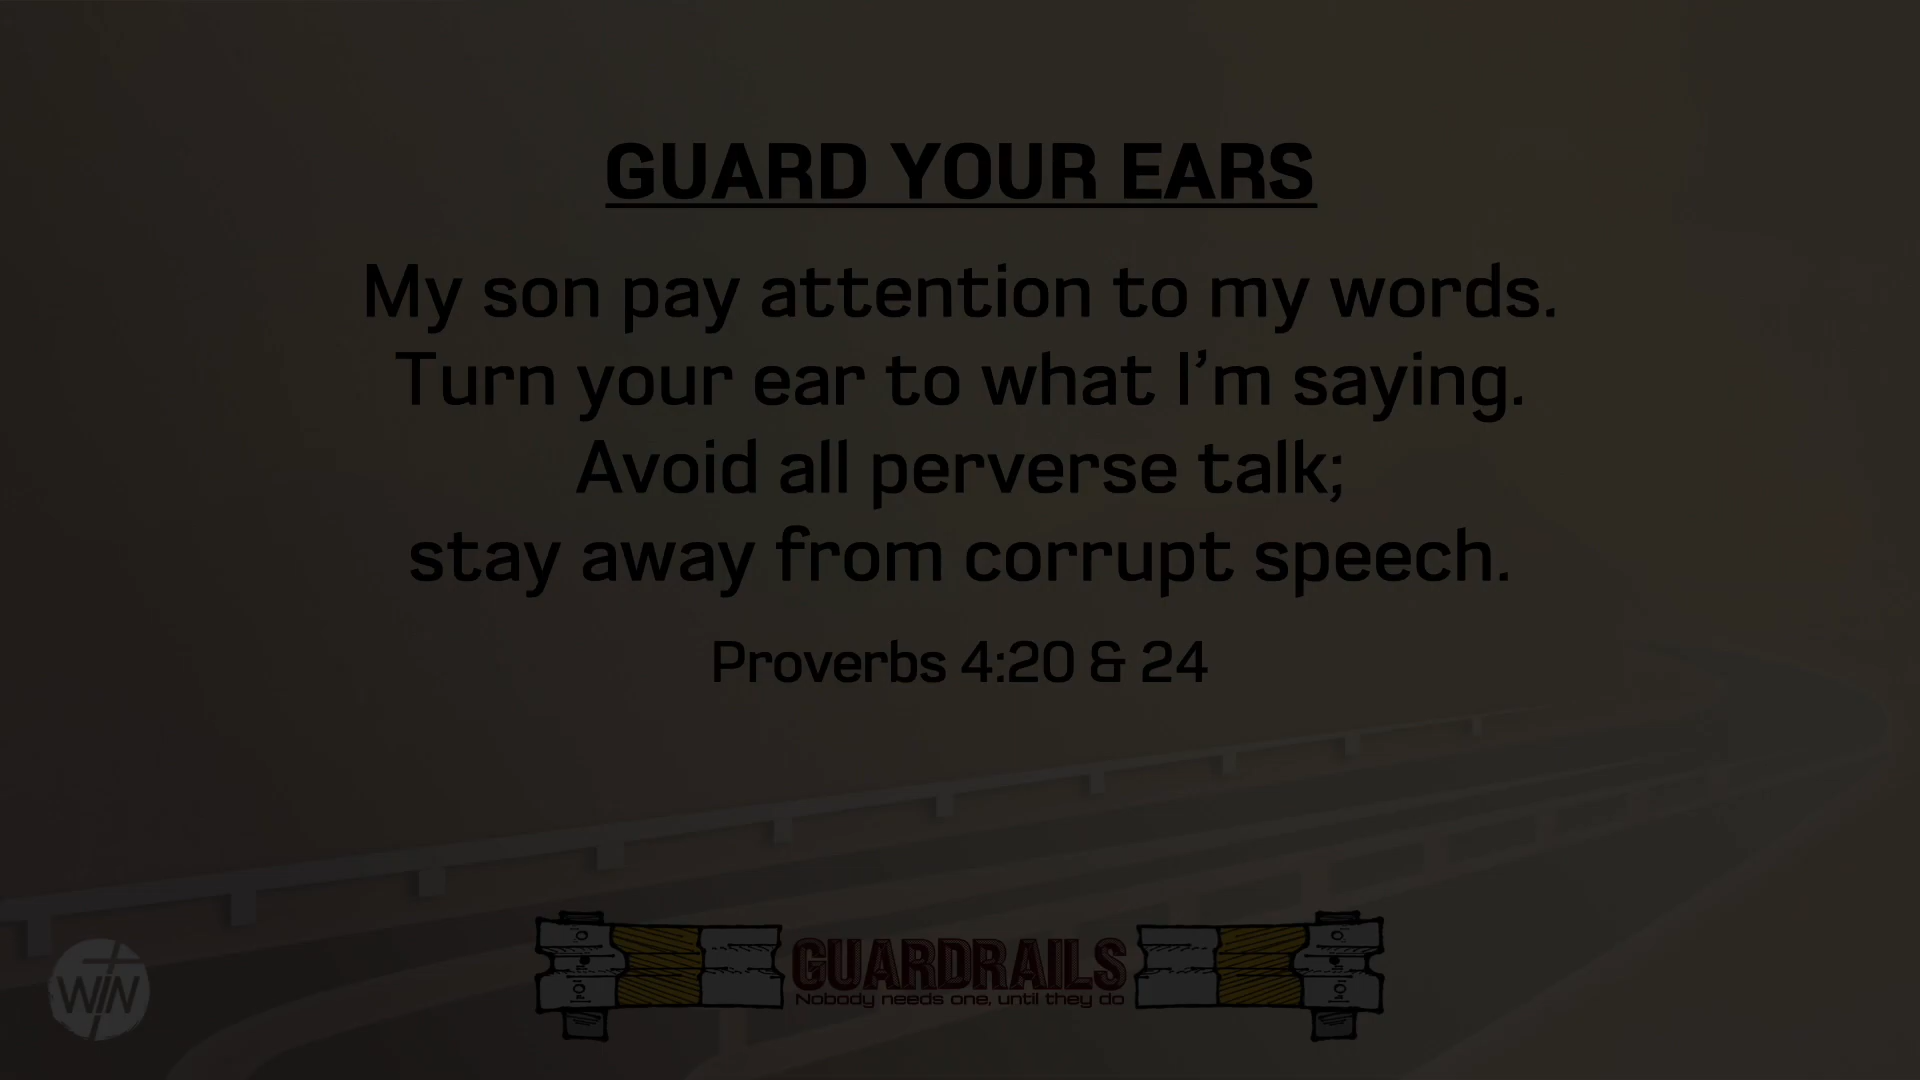 GUARD YOUR EARS
My son pay attention to my words.
Turn your ear to what I’m saying.
Avoid all perverse talk;
stay away from corrupt speech.
Proverbs 4:20 & 24
GUARDRAILS
Nobody needs one, until they do
WIN